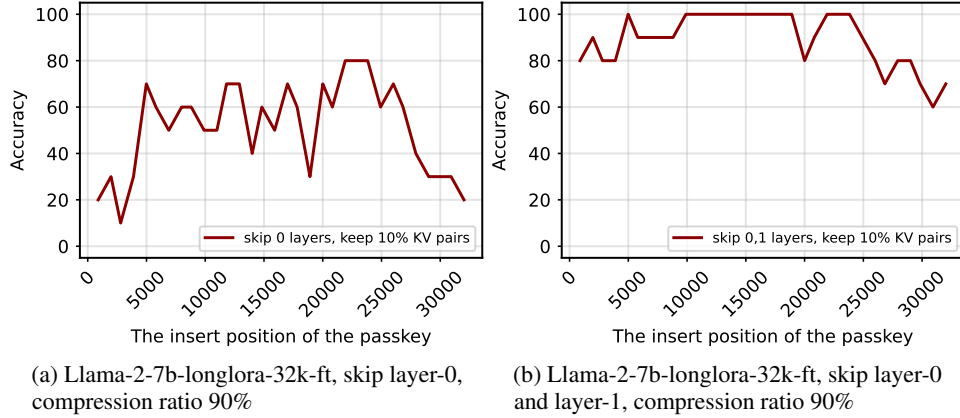 100
80
60
40
20
0
Accuracy
skip 0 layers, keep 10% KV pairs
0
5000
10000
15000
20000
25000
30000
The insert position of the passkey
(a) Llama-2-7b-longlora-32k-ft, skip layer-0,
compression ratio 90%
100
80
60
40
20
0
Accuracy
skip 0,1 layers, keep 10% KV pairs
0
5000
10000
15000
20000
25000
30000
The insert position of the passkey
(b) Llama-2-7b-longlora-32k-ft, skip layer-0
and layer-1, compression ratio 90%